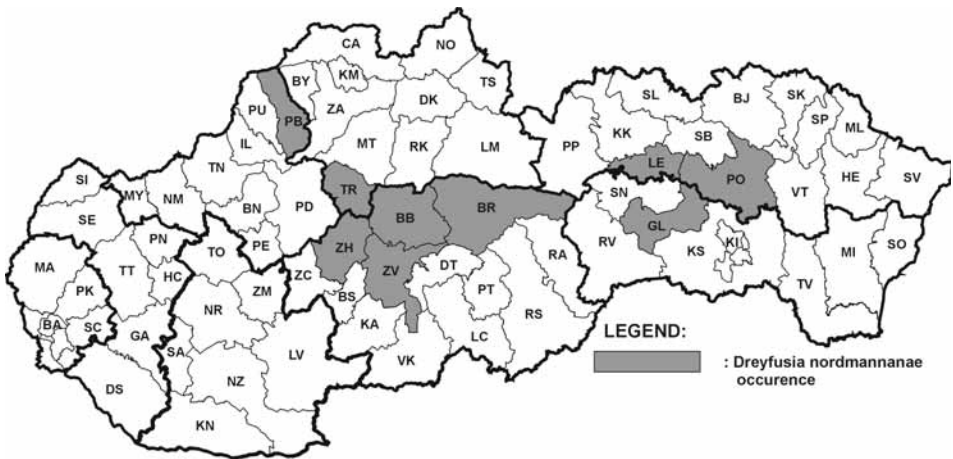 CA
NO
BY
KM
TS
PU
PB
ZA
DK
IL
MT
RK
LM
TN
SL
BJ
SK
SP
ML
KK
SB
PP
LE
PO
HE
SV
VT
SI
MY
NM
SE
BN
PD
TR
BB
BR
SN
GL
PN
PE
ZH
TO
RV
KS
KI
MI
SO
MA
TT
HC
ZC
ZV
DT
RA
TV
PK
ZM
BS
PT
NR
BA
SC
GA
SA
KA
LC
RS
LV
VK
DS
NZ
KN
LEGEND:
: Dreyfusia nordmannanae
occurence